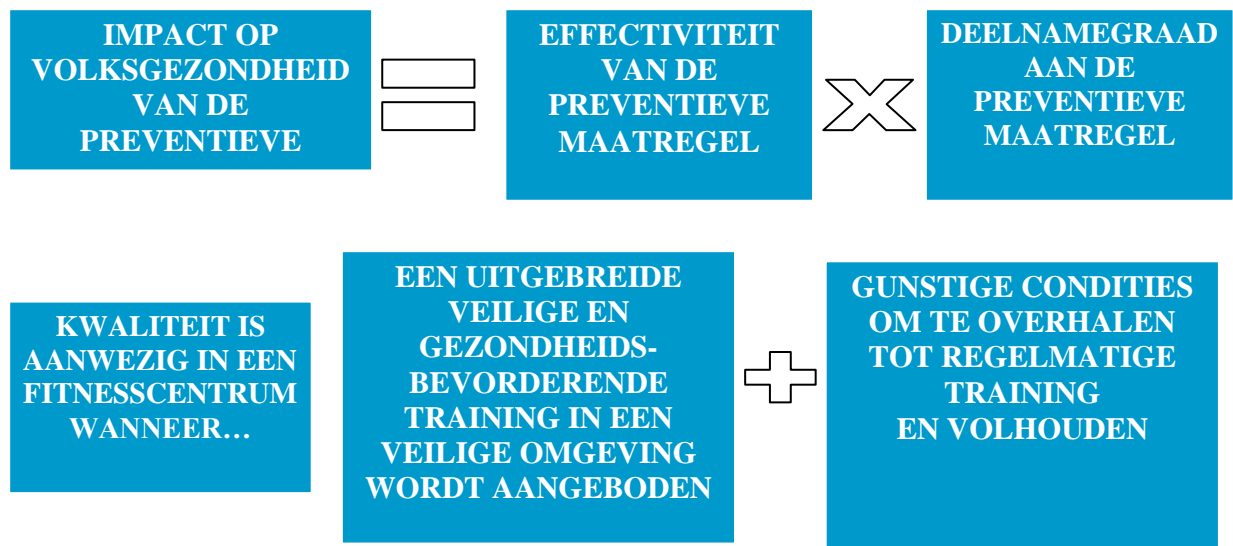 IMPACT OP
VOLKSGEZONDHEID
VAN DE
PREVENTIEVE
EFFECTIVITEIT
VAN DE
PREVENTIEVE
MAATREGEL
DEELNAMEGRAAD
AAN DE
PREVENTIEVE
MAATREGEL
KWALITEIT IS
AANWEZIG IN EEN
FITNESSCENTRUM
WANNEER…
EEN UITGEBREIDE
VEILIGE EN
GEZONDHEIDS-
BEVORDERENDE
TRAINING IN EEN
VEILIGE OMGEVING
WORDT AANGEBODEN
GUNSTIGE CONDITIES
OM TE OVERHALEN
TOT REGELMATIGE
TRAINING
EN VOLHOUDEN